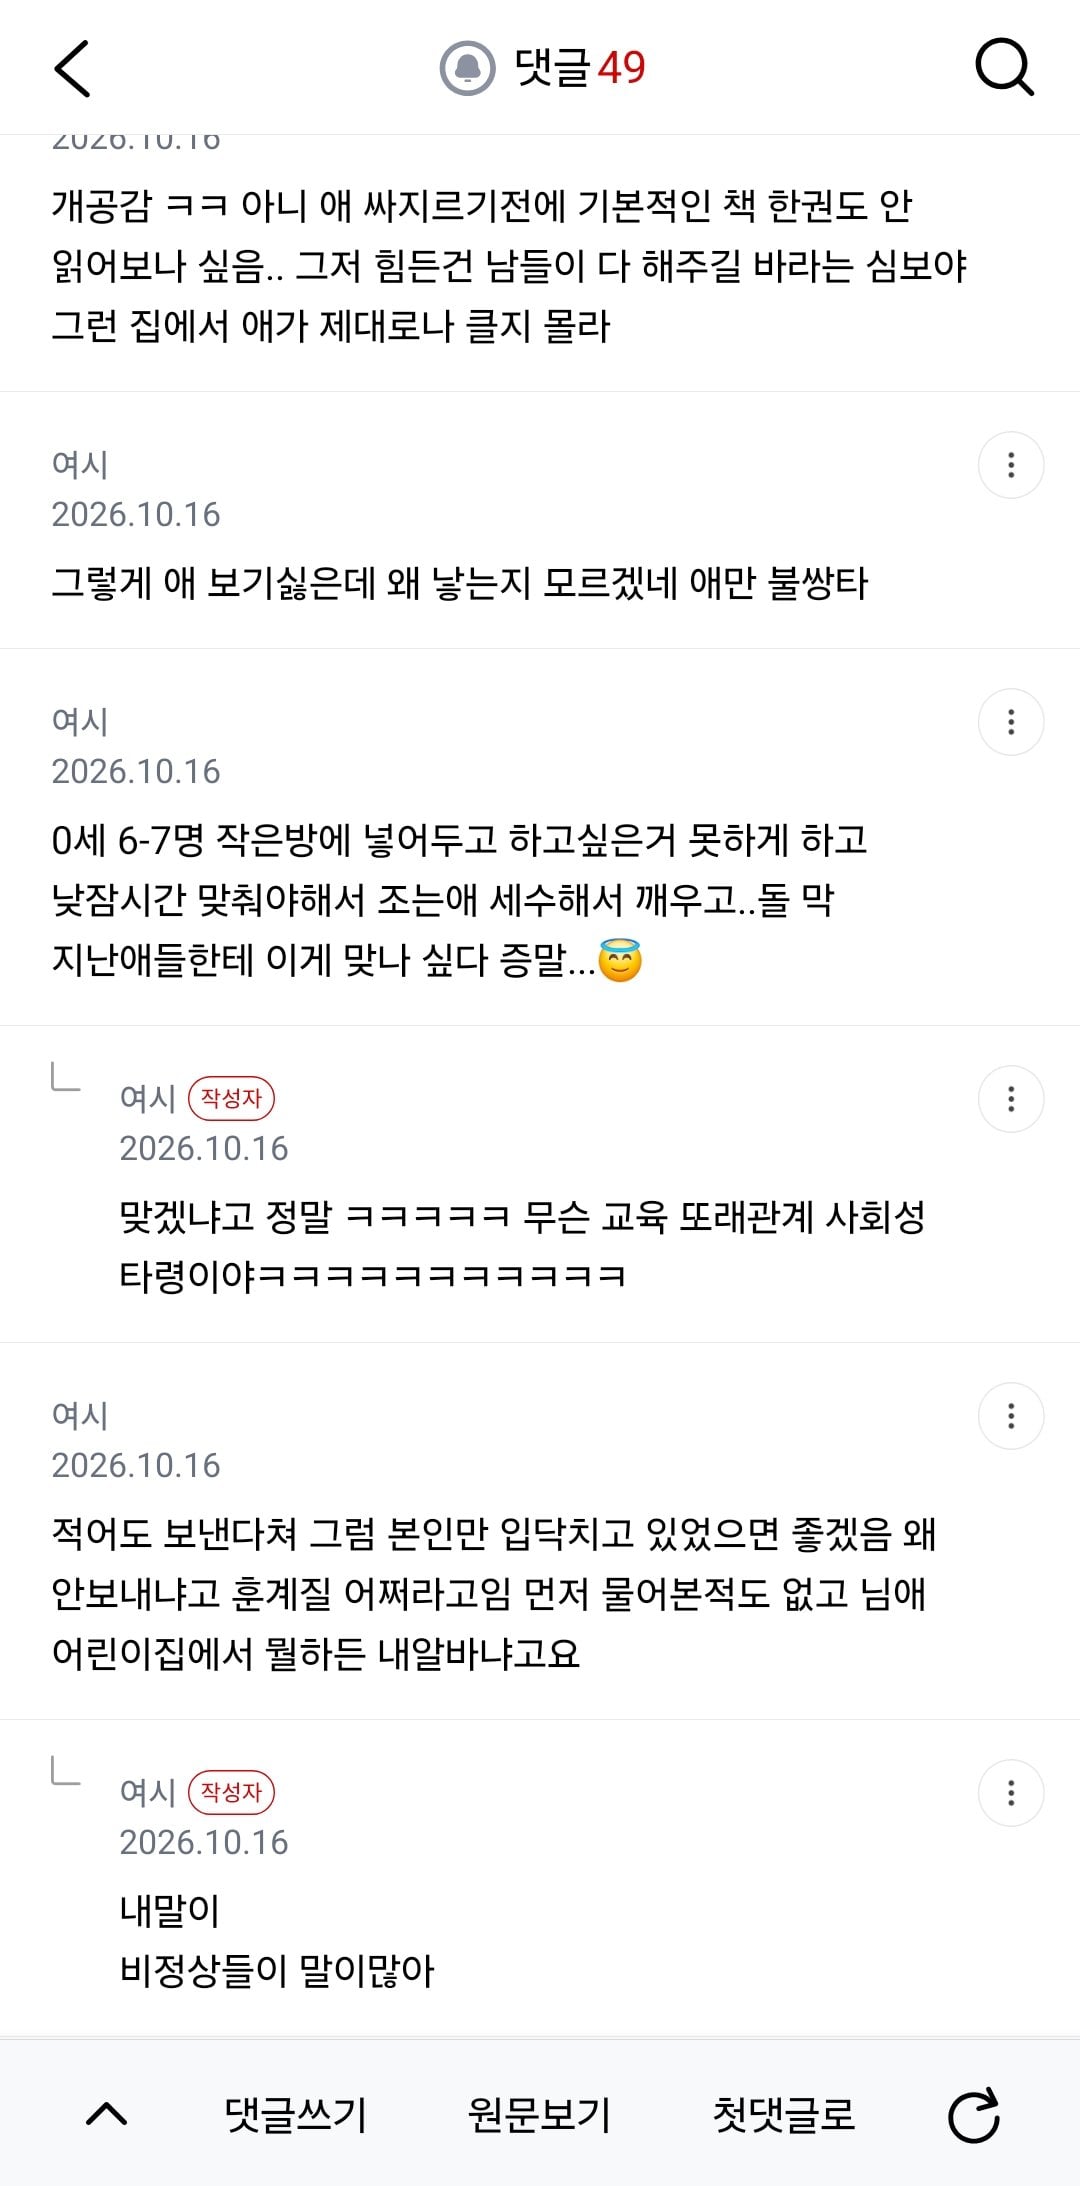 댓글 49
2026.10.16
개공감 ㅋㅋ 아니 애 싸지르기전에 기본적인 책 한권도 안
읽어보나 싶음.. 그저 힘든건 남들이 다 해주길 바라는 심보야
그런 집에서 애가 제대로나 클지 몰라
여시
2026.10.16
그렇게 애 보기싫은데 왜 낳는지 모르겠네 애만 불쌍타
여시
2026.10.16
0세 6-7명 작은방에 넣어두고 하고싶은거 못하게 하고
낮잠시간 맞춰야해서 조는애 세수해서 깨우고..돌 막
지난애들한테 이게 맞나 싶다 증말...😇
여시 작성자
2026.10.16
맞겠냐고 정말 ㅋㅋㅋㅋㅋ 무슨 교육 또래관계 사회성
타령이야ㅋㅋㅋㅋㅋㅋㅋㅋㅋㅋㅋ
여시
2026.10.16
적어도 보낸다쳐 그럼 본인만 입닥치고 있었으면 좋겠음 왜
안보내냐고 훈계질 어쩌라고임 먼저 물어본적도 없고 님애
어린이집에서 뭘하든 내알바냐고요
여시 작성자
2026.10.16
내말이
비정상들이 말이많아
댓글쓰기 원문보기 첫댓글로